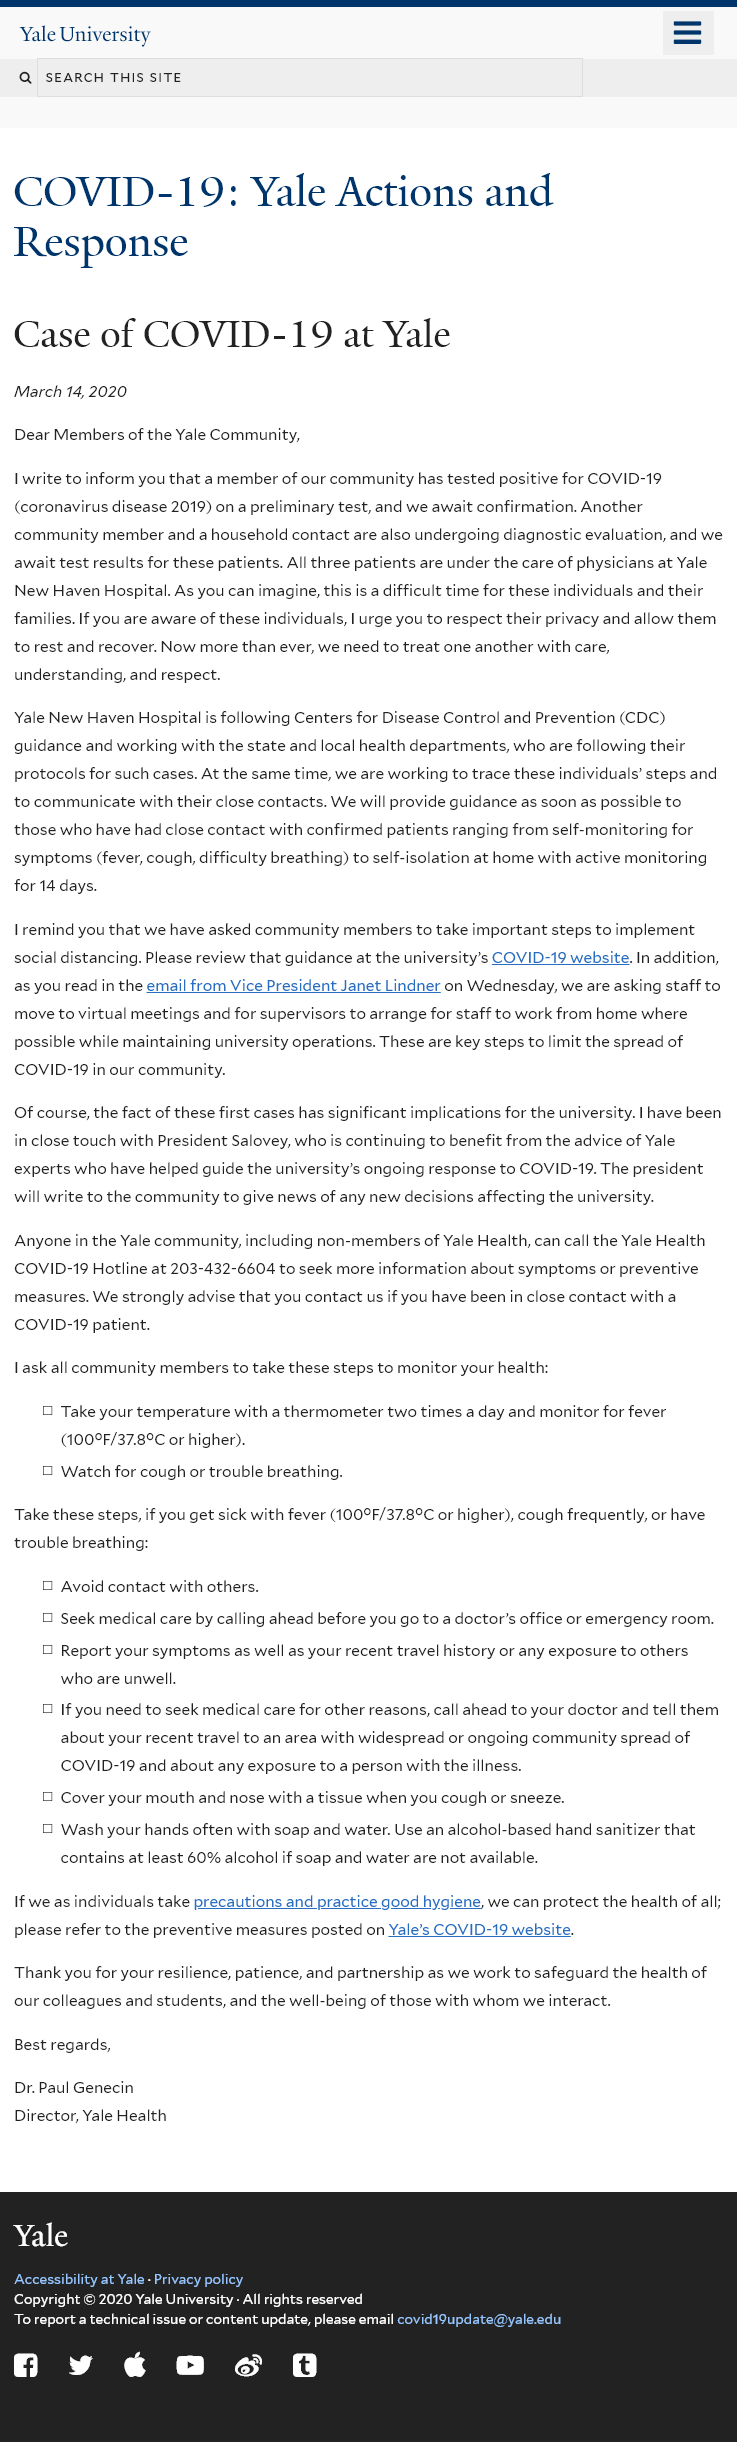 Yale University
SEARCH THIS SITE
COVID-19: Yale Actions and
Response
Case of COVID-19 at Yale
March 14, 2020
Dear Members of the Yale Community,
I write to inform you that a member of our community has tested positive for COVID-19
(coronavirus disease 2019) on a preliminary test, and we await confirmation. Another
community member and a household contact are also undergoing diagnostic evaluation, and we
await test results for these patients. All three patients are under the care of physicians at Yale
New Haven Hospital. As you can imagine, this is a difficult time for these individuals and their
families. If you are aware of these individuals, I urge you to respect their privacy and allow them
to rest and recover. Now more than ever, we need to treat one another with care,
understanding, and respect.
Yale New Haven Hospital is following Centers for Disease Control and Prevention (CDC)
guidance and working with the state and local health departments, who are following their
protocols for such cases. At the same time, we are working to trace these individuals’ steps and
to communicate with their close contacts. We will provide guidance as soon as possible to
those who have had close contact with confirmed patients ranging from self-monitoring for
symptoms (fever, cough, difficulty breathing) to self-isolation at home with active monitoring
for 14 days.
I remind you that we have asked community members to take important steps to implement
social distancing. Please review that guidance at the university’s COVID-19 website. In addition,
as you read in the email from Vice President Janet Lindner on Wednesday, we are asking staff to
move to virtual meetings and for supervisors to arrange for staff to work from home where
possible while maintaining university operations. These are key steps to limit the spread of
COVID-19 in our community.
Of course, the fact of these first cases has significant implications for the university. I have been
in close touch with President Salovey, who is continuing to benefit from the advice of Yale
experts who have helped guide the university’s ongoing response to COVID-19. The president
will write to the community to give news of any new decisions affecting the university.
Anyone in the Yale community, including non-members of Yale Health, can call the Yale Health
COVID-19 Hotline at 203-432-6604 to seek more information about symptoms or preventive
measures. We strongly advise that you contact us if you have been in close contact with a
COVID-19 patient.
I ask all community members to take these steps to monitor your health:
□ Take your temperature with a thermometer two times a day and monitor for fever
(100ºF/37.8ºC or higher).
□ Watch for cough or trouble breathing.
Take these steps, if you get sick with fever (100ºF/37.8ºC or higher), cough frequently, or have
trouble breathing:
□ Avoid contact with others.
□ Seek medical care by calling ahead before you go to a doctor’s office or emergency room.
□ Report your symptoms as well as your recent travel history or any exposure to others
who are unwell.
□ If you need to seek medical care for other reasons, call ahead to your doctor and tell them
about your recent travel to an area with widespread or ongoing community spread of
COVID-19 and about any exposure to a person with the illness.
□ Cover your mouth and nose with a tissue when you cough or sneeze.
□ Wash your hands often with soap and water. Use an alcohol-based hand sanitizer that
contains at least 60% alcohol if soap and water are not available.
If we as individuals take precautions and practice good hygiene, we can protect the health of all;
please refer to the preventive measures posted on Yale’s COVID-19 website.
Thank you for your resilience, patience, and partnership as we work to safeguard the health of
our colleagues and students, and the well-being of those with whom we interact.
Best regards,
Dr. Paul Genecin
Director, Yale Health
Yale
Accessibility at Yale · Privacy policy
Copyright © 2020 Yale University · All rights reserved
To report a technical issue or content update, please email covid19update@yale.edu